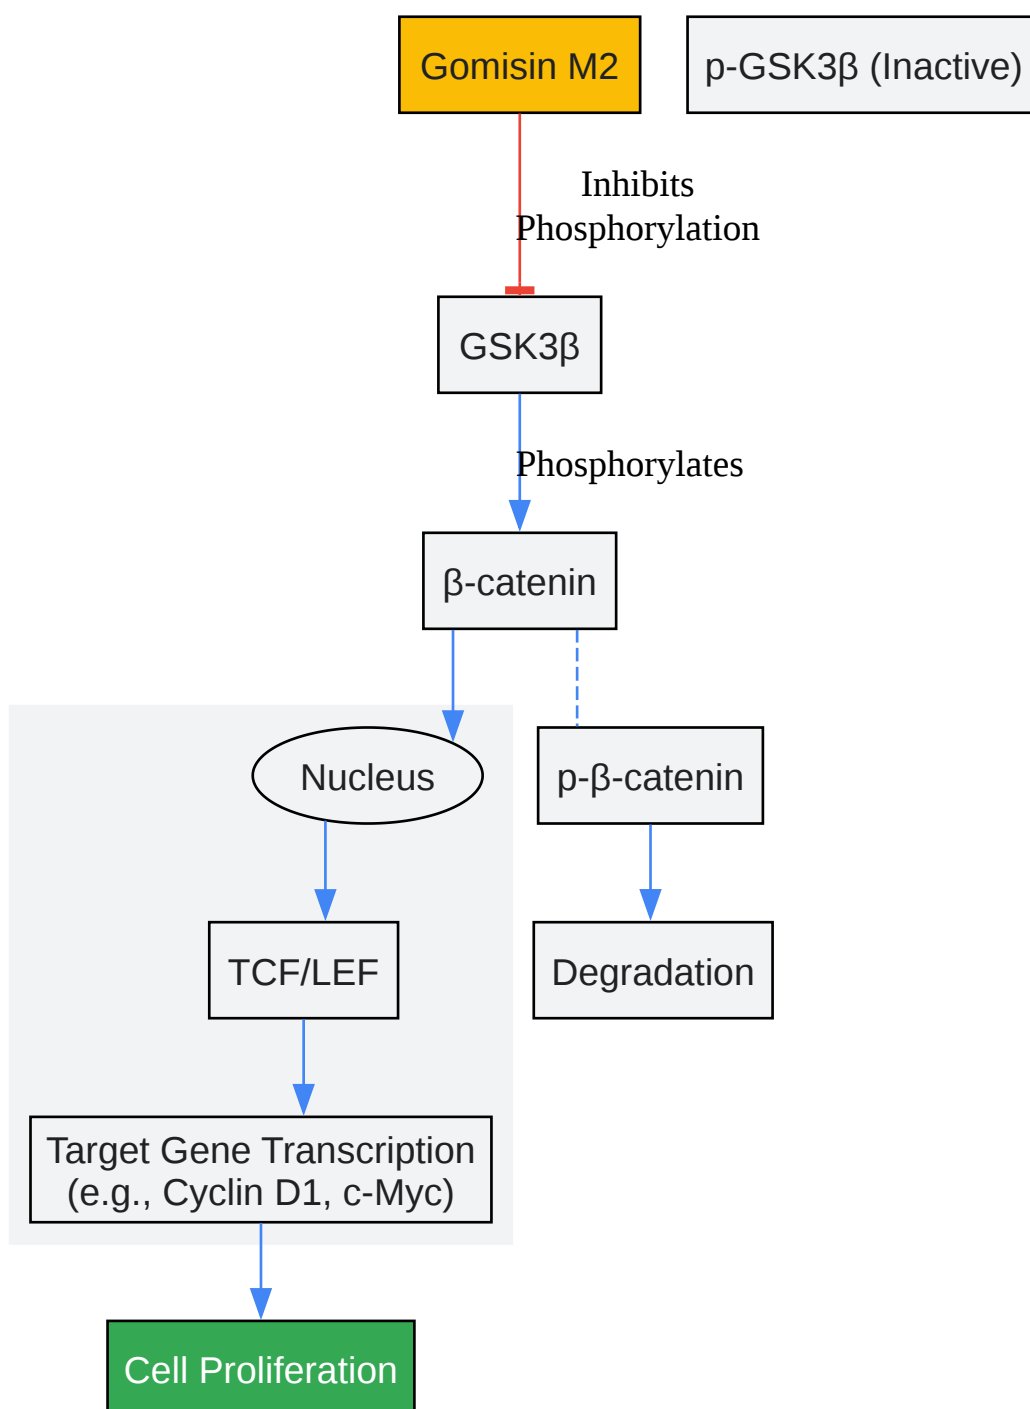 Gomisin M2
p-GSK3β (Inactive)
Inhibits
Phosphorylation
GSK3β
Phosphorylates
β-catenin
Nucleus
p-β-catenin
TCF/LEF
Degradation
Target Gene Transcription
(e.g., Cyclin D1, c-Myc)
Cell Proliferation